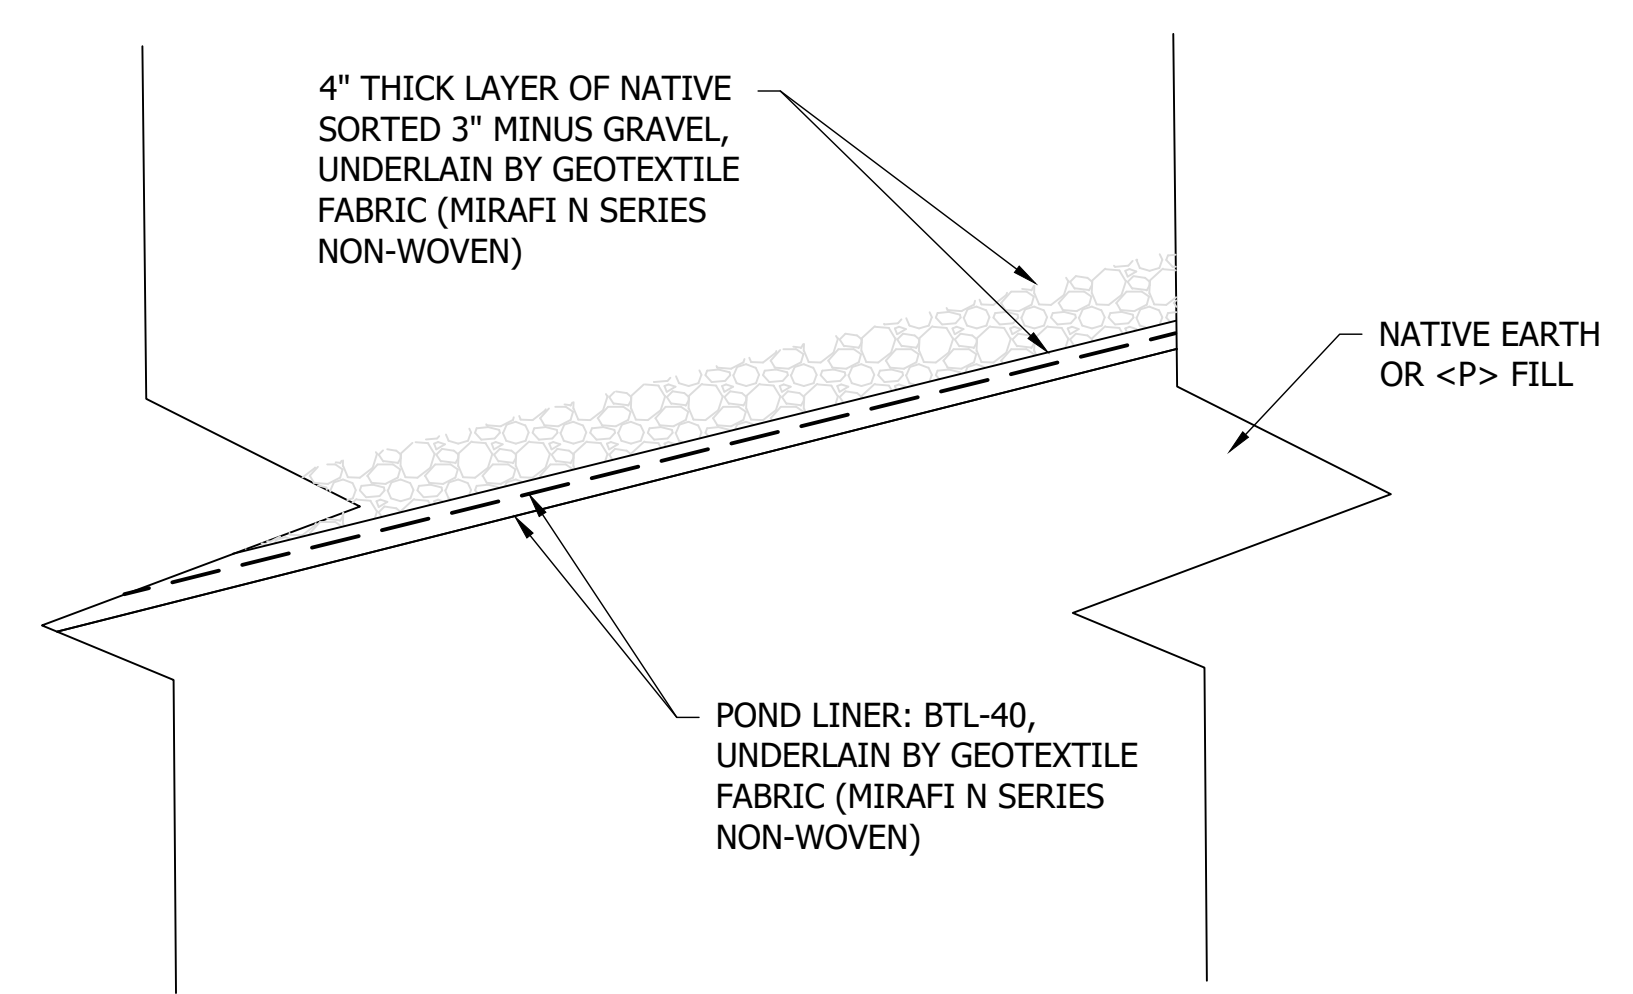 4" THICK LAYER OF NATIVE
SORTED 3" MINUS GRAVEL,
UNDERLAIN BY GEOTEXTILE
FABRIC (MIRAFI N SERIES
NON-WOVEN)
NATIVE EARTH
OR <P> FILL
POND LINER: BTL-40,
UNDERLAIN BY GEOTEXTILE
FABRIC (MIRAFI N SERIES
NON-WOVEN)